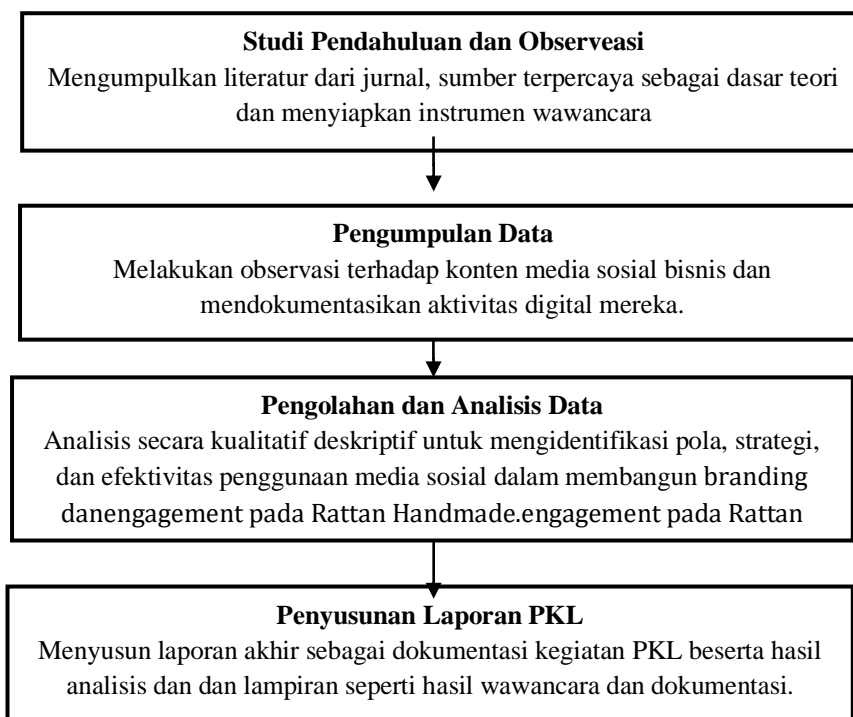 Studi Pendahuluan dan Observeasi
Mengumpulkan literatur dari jurnal, sumber terpercaya sebagai dasar teori
dan menyiapkan instrumen wawancara
Pengumpulan Data
Melakukan observasi terhadap konten media sosial bisnis dan
mendokumentasikan aktivitas digital mereka.
Pengolahan dan Analisis Data
Analisis secara kualitatif deskriptif untuk mengidentifikasi pola, strategi,
dan efektivitas penggunaan media sosial dalam membangun branding
danengagement pada Rattan Handmade.engagement pada Rattan
Penyusunan Laporan PKL
Menyusun laporan akhir sebagai dokumentasi kegiatan PKL beserta hasil
analisis dan dan lampiran seperti hasil wawancara dan dokumentasi.